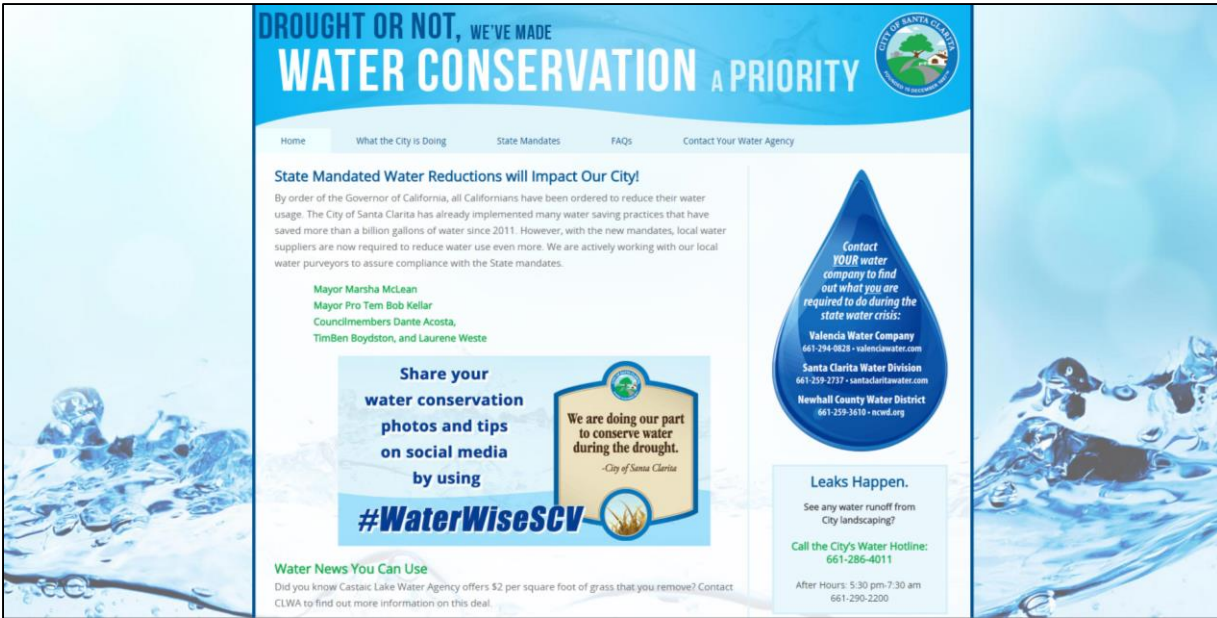 DROUGHT OR NOT, WE'VE MADE
WATER CONSERVATION A PRIORITY
CITY OF SANTA CLARITA
Home
What the City is Doing
State Mandates
FAQs
Contact Your Water Agency
State Mandated Water Reductions will Impact Our City!
By order of the Governor of California, all Californians have been ordered to reduce their water
usage. The City of Santa Clarita has already implemented many water saving practices that have
saved more than a billion gallons of water since 2011. However, with the new mandates, local water
suppliers are now required to reduce water use even more. We are actively working with our local
water purveyors to assure compliance with the State mandates.
Mayor Marsha McLean
Mayor Pro Tem Bob Kellar
Councilmembers Dante Acosta,
TimBen Boydston, and Laurene Weste
Share your
water conservation
photos and tips
on social media
by using
#WaterWiseSCV
We are doing our part
to conserve water
during the drought.
-City of Santa Clarita
Water News You Can Use
Did you know Castaic Lake Water Agency offers $2 per square foot of grass that you remove? Contact
CLWA to find out more information on this deal.
Contact
YOUR water
company to find
out what you are
required to do during the
state water crisis:
Valencia Water Company
661-294-0828 • valenciawater.com
Santa Clarita Water Division
661-259-2737 • santaclaritawater.com
Newhall County Water District
661-259-3610 • ncwd.org
Leaks Happen.
See any water runoff from
City landscaping?
Call the City's Water Hotline:
661-286-4011
After Hours: 5:30 pm-7:30 am
661-290-2200